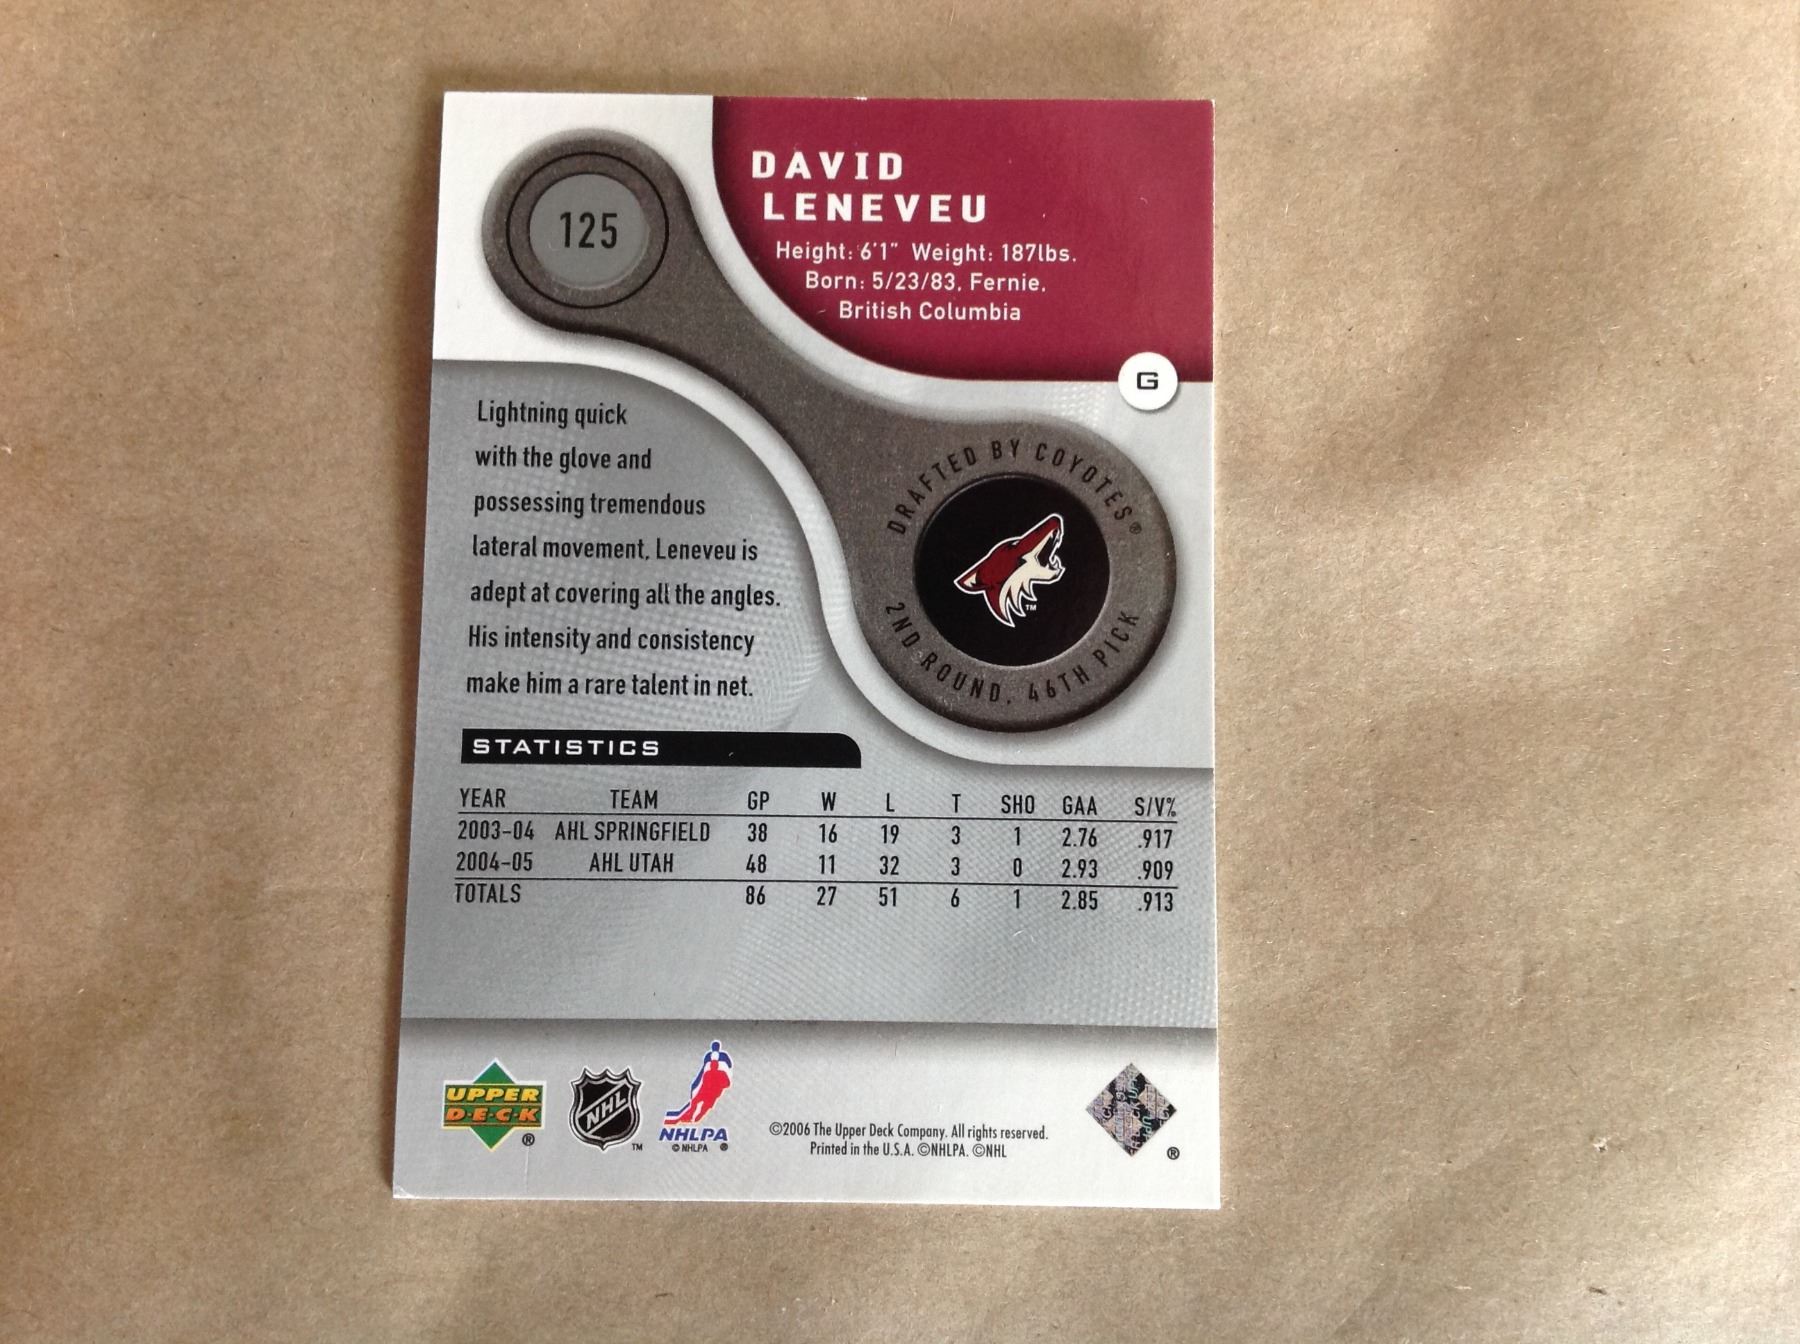 125
DAVID
LENEVEU
Height: 6'1" Weight: 187lbs.
Born: 5/23/83, Fernie,
British Columbia
G
Lightning quick
with the glove and
possessing tremendous
lateral movement, Leneveu is
adept at covering all the angles.
His intensity and consistency
make him a rare talent in net.
DRAFTED BY COYOTES®
TM
2ND ROUND, 46TH PICK
STATISTICS
YEAR TEAM GP W L T SHO GAA S/V%
2003-04 AHL SPRINGFIELD 38 16 19 3 1 2.76 .917
2004-05 AHL UTAH 48 11 32 3 0 2.93 .909
TOTALS 86 27 51 6 1 2.85 .913
UPPER
D·E·C·K
®
NHL
TM
NHLPA
© NHLPA ®
©2006 The Upper Deck Company. All rights reserved.
Printed in the U.S.A. ©NHLPA. ©NHL
®